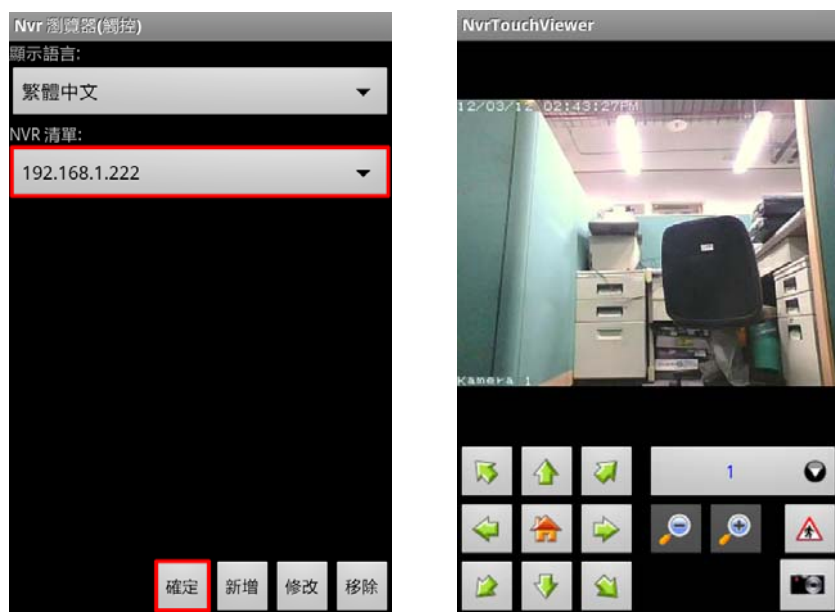 Nvr 瀏覽器(觸控)
顯示語言:
繁體中文
NVR 清單:
192.168.1.222
確定 新增 修改 移除
NvrTouchViewer
12/03/12 02:43:27PM
Kamera 1
1